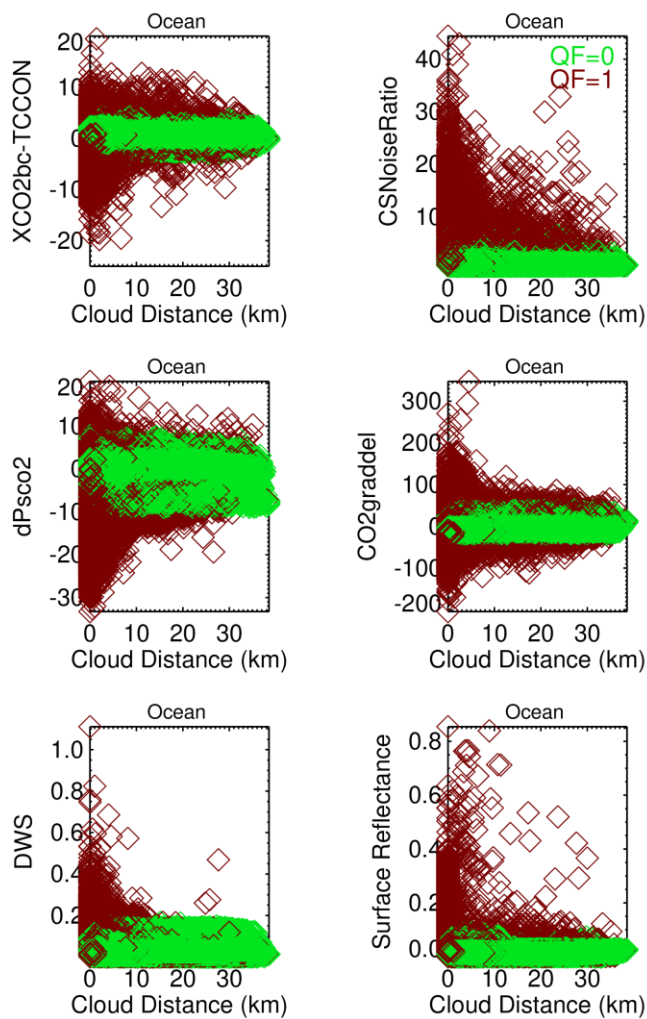 Ocean
20
10
0
-10
-20
XCO2bc-TCCON
0 10 20 30
Cloud Distance (km)
Ocean
QF=0
QF=1
40
30
20
10
CSNoiseRatio
0 10 20 30
Cloud Distance (km)
Ocean
20
10
0
-10
-20
-30
dPsco2
0 10 20 30
Cloud Distance (km)
Ocean
300
200
100
0
-100
-200
CO2graddel
0 10 20 30
Cloud Distance (km)
Ocean
1.0
0.8
0.6
0.4
0.2
DWS
0 10 20 30
Cloud Distance (km)
Ocean
0.8
0.6
0.4
0.2
0.0
Surface Reflectance
0 10 20 30
Cloud Distance (km)